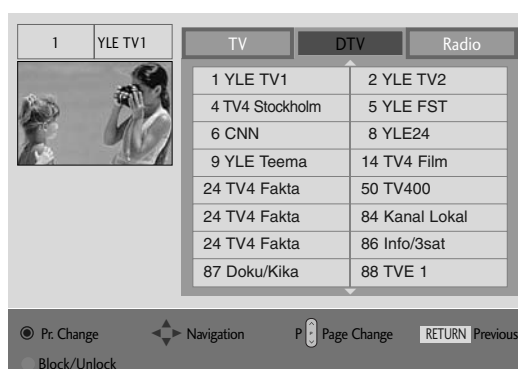 1 YLE TV1
TV DTV Radio
1 YLE TV1 2 YLE TV2
4 TV4 Stockholm 5 YLE FST
6 CNN 8 YLE24
9 YLE Teema 14 TV4 Film
24 TV4 Fakta 50 TV400
24 TV4 Fakta 84 Kanal Lokal
24 TV4 Fakta 86 Info/3sat
87 Doku/Kika 88 TVE 1
Pr. Change Navigation P Page Change RETURN Previous
Block/Unlock